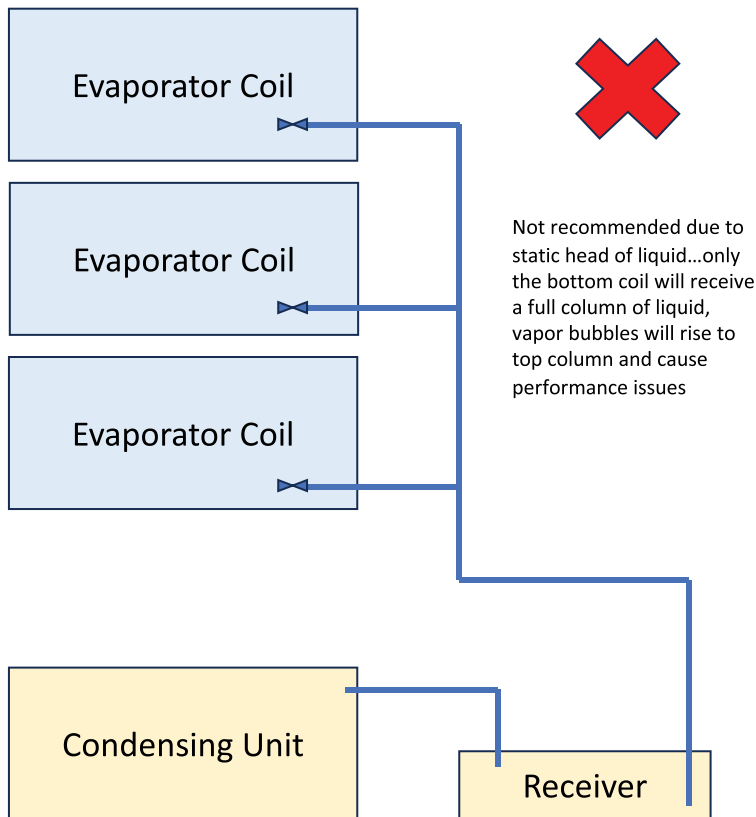 Evaporator Coil
Not recommended due to
static head of liquid...only
the bottom coil will receive
a full column of liquid,
vapor bubbles will rise to
top column and cause
performance issues
Evaporator Coil
Evaporator Coil
Condensing Unit
Receiver